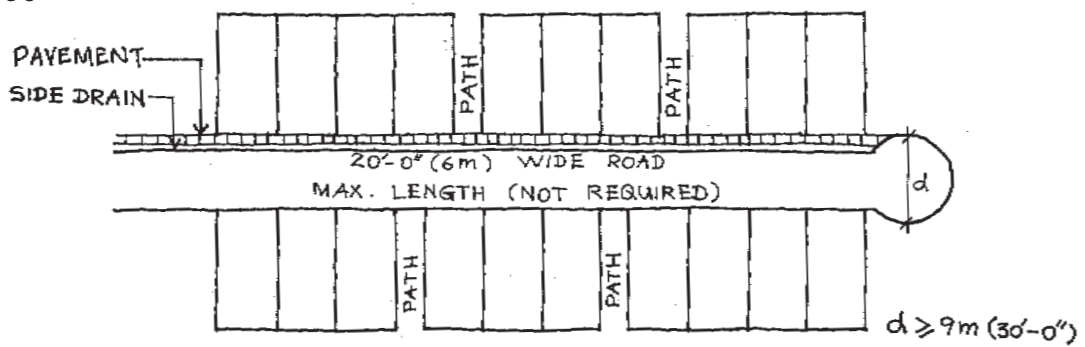 PATH
PATH
PAVEMENT
SIDE DRAIN
20'-0" (6m) WIDE ROAD
MAX. LENGTH (NOT REQUIRED)
d
PATH
PATH
d ⩾ 9m (30'-0")